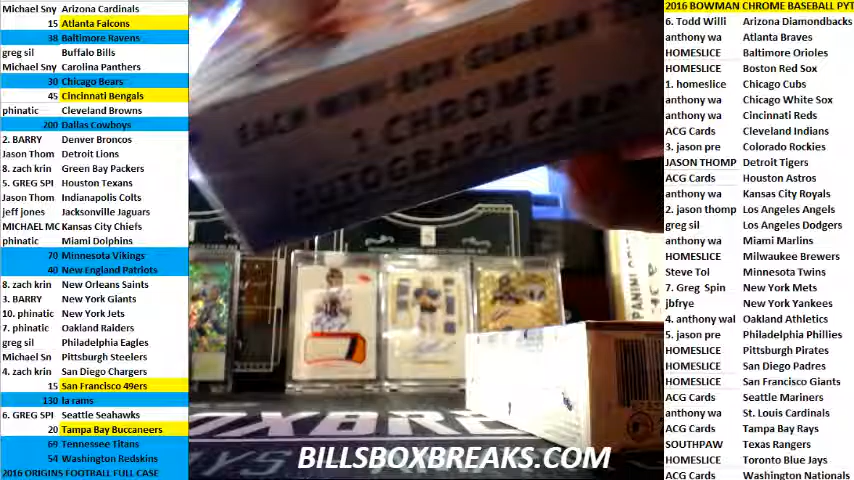 Michael Sny Arizona Cardinals
15 Atlanta Falcons
38 Baltimore Ravens
greg sil Buffalo Bills
Michael Sny Carolina Panthers
30 Chicago Bears
45 Cincinnati Bengals
phinatic Cleveland Browns
200 Dallas Cowboys
2. BARRY Denver Broncos
Jason Thom Detroit Lions
8. zach krin Green Bay Packers
5. GREG SPI Houston Texans
Jason Thom Indianapolis Colts
jeff jones Jacksonville Jaguars
MICHAEL MC Kansas City Chiefs
phinatic Miami Dolphins
70 Minnesota Vikings
40 New England Patriots
8. zach krin New Orleans Saints
3. BARRY New York Giants
10. phinatic New York Jets
7. phinatic Oakland Raiders
greg sil Philadelphia Eagles
Michael Sn Pittsburgh Steelers
4. zach krin San Diego Chargers
15 San Francisco 49ers
130 la rams
6. GREG SPI Seattle Seahawks
20 Tampa Bay Buccaneers
69 Tennessee Titans
54 Washington Redskins
2016 ORIGINS FOOTBALL FULL CASE
EACH MINI BOX
1 CHROME
AUTOGRAPH
OXBRE
BILLSBOXBREAKS.COM
2016 BOWMAN CHROME BASEBALL PYT
6. Todd Willi Arizona Diamondbacks
anthony wa Atlanta Braves
HOMESLICE Baltimore Orioles
HOMESLICE Boston Red Sox
1. homeslice Chicago Cubs
anthony wa Chicago White Sox
anthony wa Cincinnati Reds
ACG Cards Cleveland Indians
3. jason pre Colorado Rockies
JASON THOMP Detroit Tigers
ACG Cards Houston Astros
anthony wa Kansas City Royals
2. jason thomp Los Angeles Angels
greg sil Los Angeles Dodgers
anthony wa Miami Marlins
HOMESLICE Milwaukee Brewers
Steve Tol Minnesota Twins
7. Greg Spin New York Mets
jbfrye New York Yankees
4. anthony wal Oakland Athletics
5. jason pre Philadelphia Phillies
HOMESLICE Pittsburgh Pirates
HOMESLICE San Diego Padres
HOMESLICE San Francisco Giants
ACG Cards Seattle Mariners
anthony wa St. Louis Cardinals
ACG Cards Tampa Bay Rays
SOUTHPAW Texas Rangers
HOMESLICE Toronto Blue Jays
ACG Cards Washington Nationals